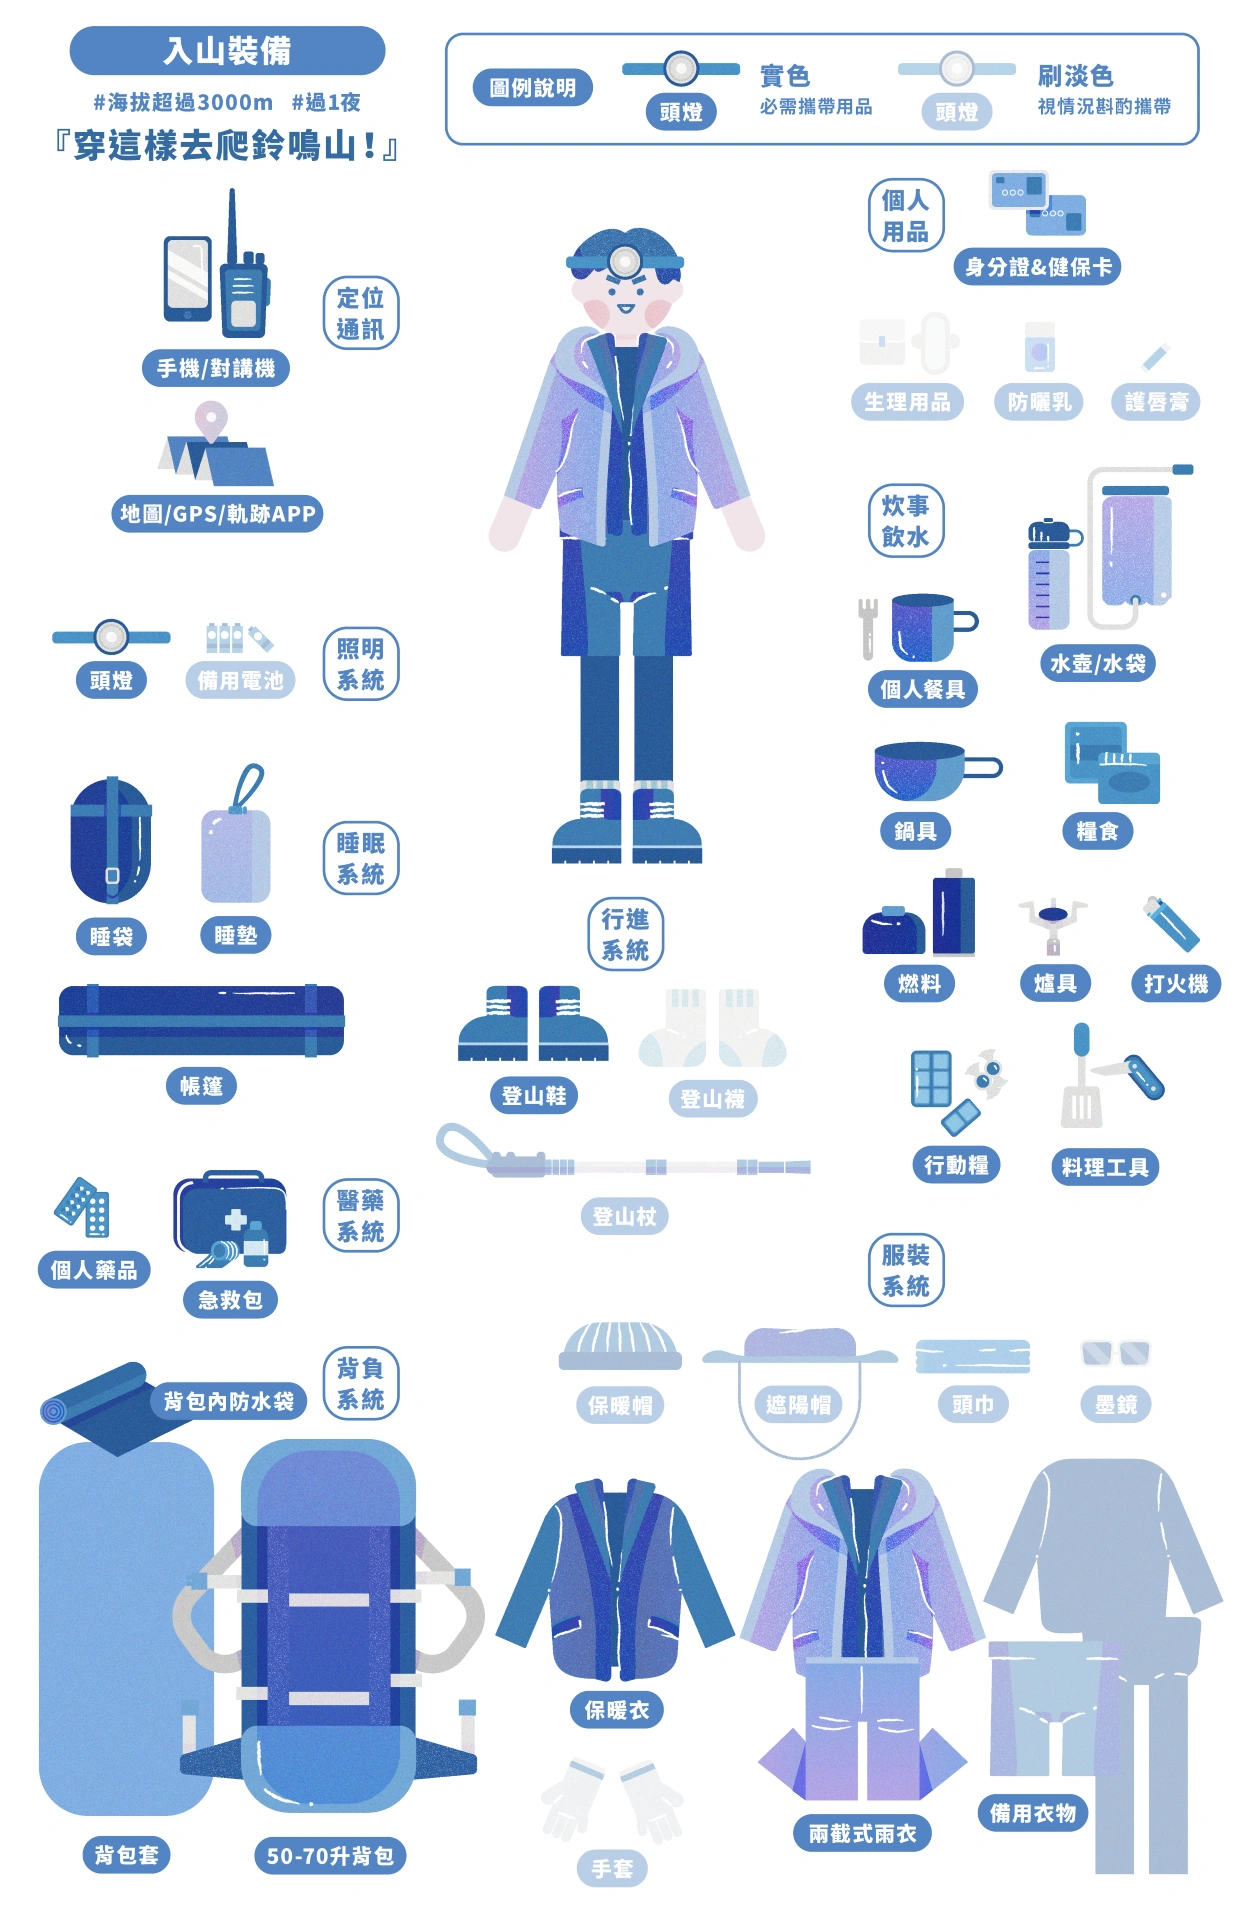 入山裝備
#海拔超過3000m #過1夜
『穿這樣去爬鈴鳴山！』
圖例說明
頭燈
實色
必需攜帶用品
頭燈
刷淡色
視情況斟酌攜帶
定位
通訊
手機/對講機
地圖/GPS/軌跡APP
照明
系統
頭燈
備用電池
睡眠
系統
睡袋
睡墊
帳篷
醫藥
系統
個人藥品
急救包
背負
系統
背包內防水袋
背包套
50-70升背包
行進
系統
登山鞋
登山襪
登山杖
個人
用品
身分證&健保卡
生理用品
防曬乳
護唇膏
炊事
飲水
水壺/水袋
個人餐具
鍋具
糧食
燃料
爐具
打火機
行動糧
料理工具
服裝
系統
保暖帽
遮陽帽
頭巾
墨鏡
保暖衣
手套
兩截式雨衣
備用衣物